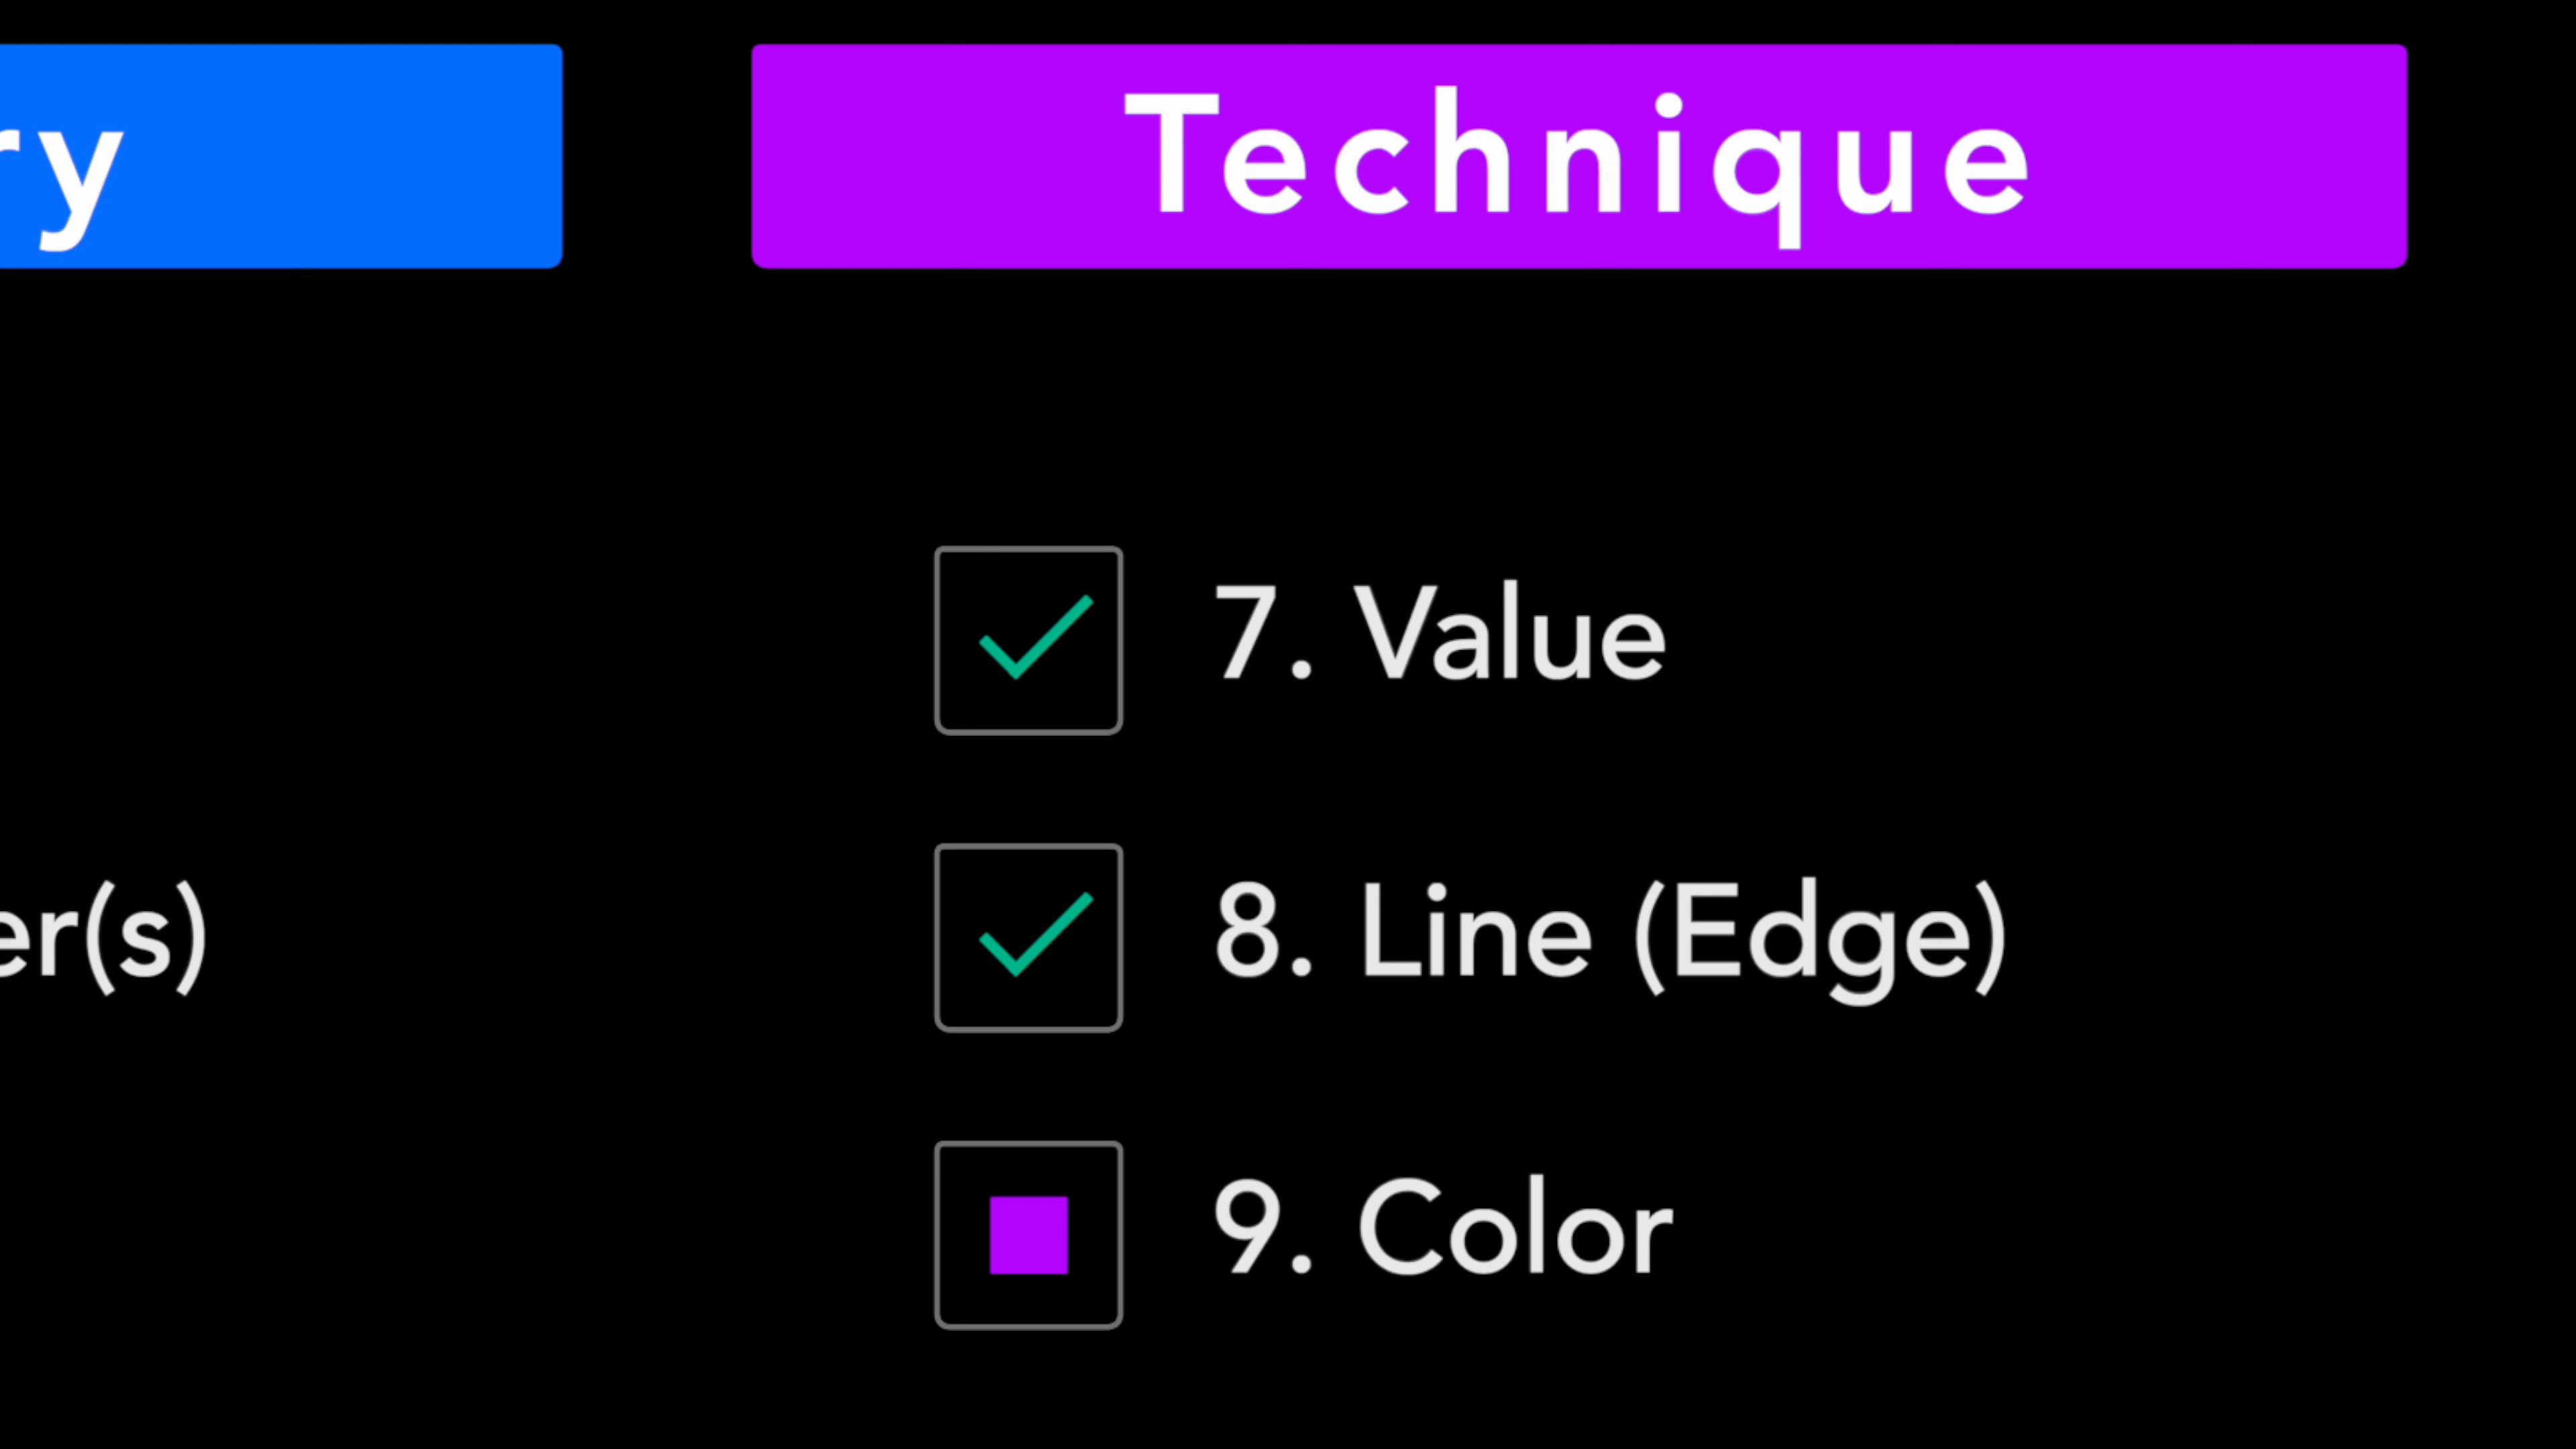 ry
Technique
7. Value
er(s)
8. Line (Edge)
9. Color